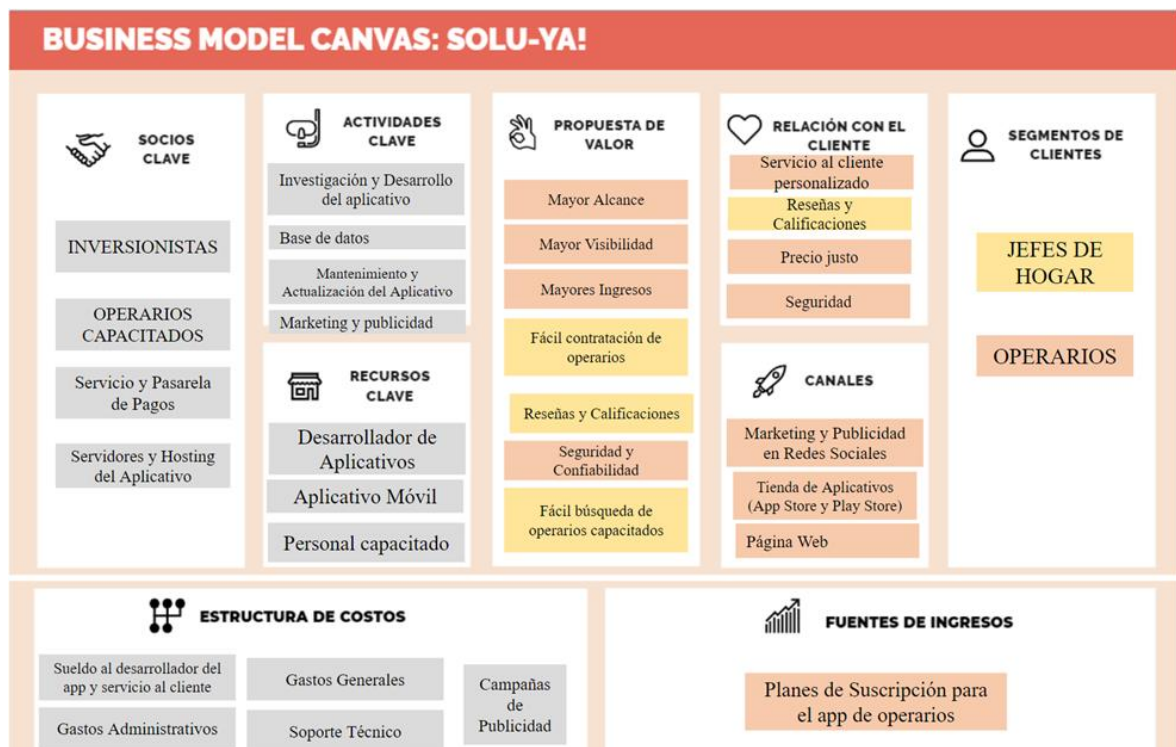 BUSINESS MODEL CANVAS: SOLU-YA!
SOCIOS
CLAVE
INVERSIONISTAS
OPERARIOS
CAPACITADOS
Servicio y Pasarela
de Pagos
Servidores y Hosting
del Aplicativo
ACTIVIDADES
CLAVE
Investigación y Desarrollo
del aplicativo
Base de datos
Mantenimiento y
Actualización del Aplicativo
Marketing y publicidad
RECURSOS
CLAVE
Desarrollador de
Aplicativos
Aplicativo Móvil
Personal capacitado
PROPUESTA DE
VALOR
Mayor Alcance
Mayor Visibilidad
Mayores Ingresos
Fácil contratación de
operarios
Reseñas y Calificaciones
Seguridad y
Confiabilidad
Fácil búsqueda de
operarios capacitados
RELACIÓN CON EL
CLIENTE
Servicio al cliente
personalizado
Reseñas y
Calificaciones
Precio justo
Seguridad
CANALES
Marketing y Publicidad
en Redes Sociales
Tienda de Aplicativos
(App Store y Play Store)
Página Web
SEGMENTOS DE
CLIENTES
JEFES DE
HOGAR
OPERARIOS
ESTRUCTURA DE COSTOS
Sueldo al desarrollador del
app y servicio al cliente
Gastos Administrativos
Gastos Generales
Soporte Técnico
Campañas
de
Publicidad
FUENTES DE INGRESOS
Planes de Suscripción para
el app de operarios